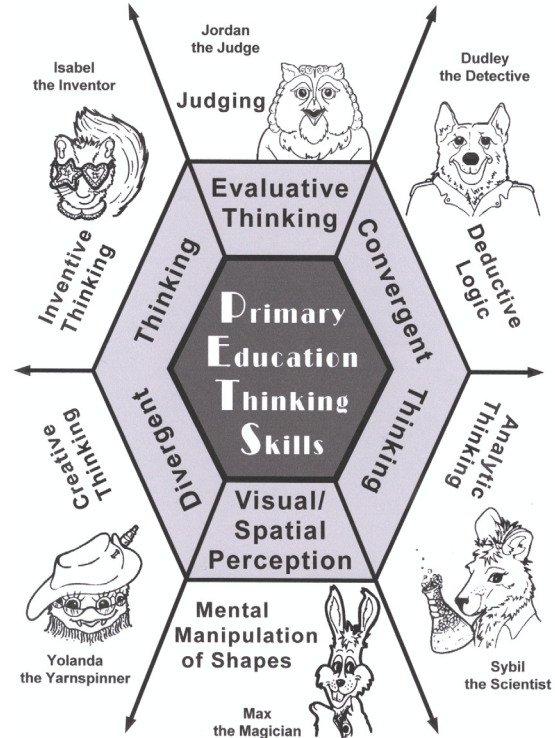 Jordan
the Judge
Judging
Isabel
the Inventor
Inventive
Thinking
Dudley
the Detective
Deductive
Logic
Evaluative
Thinking
Convergent
Thinking
Divergent
Thinking
Primary
Education
Thinking
Skills
Visual/
Spatial
Perception
Creative
Thinking
Yolanda
the Yarnspinner
Analytic
Thinking
Sybil
the Scientist
Mental
Manipulation
of Shapes
Max
the Magician